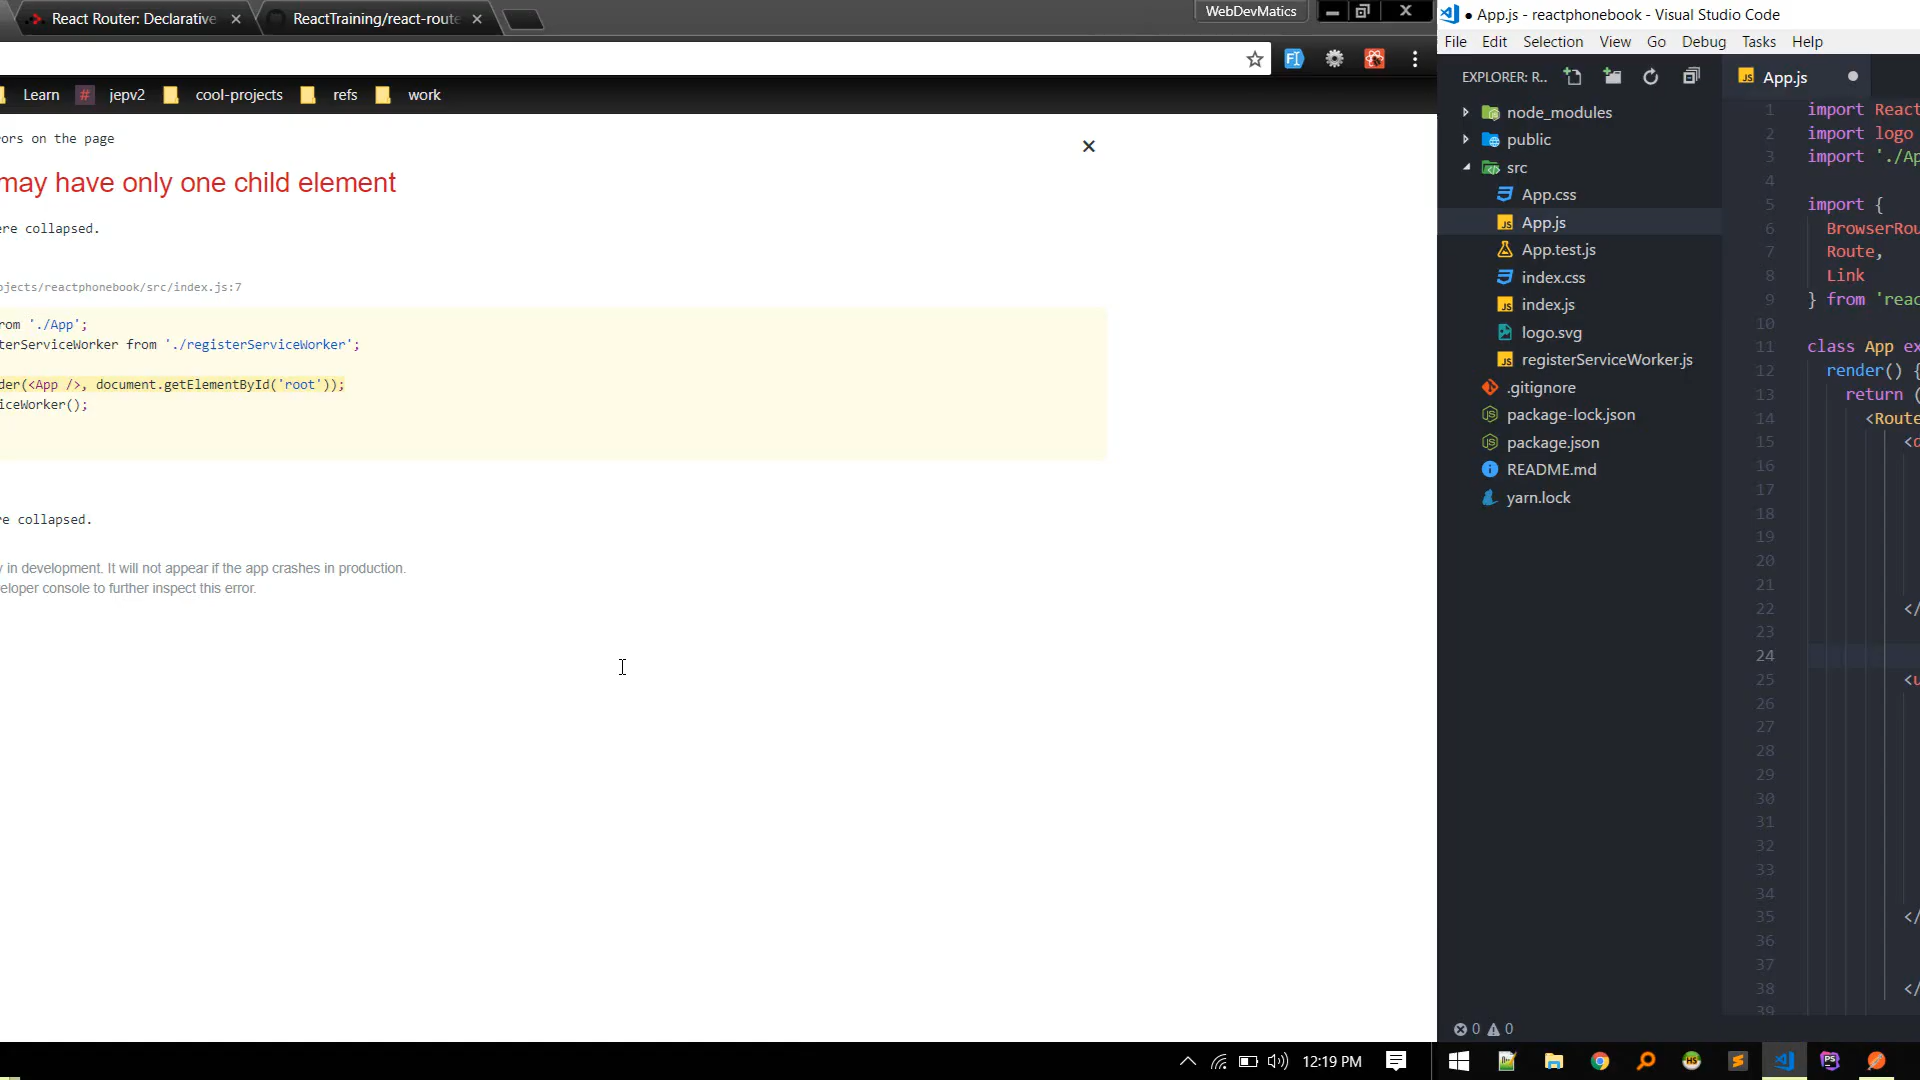 React Router: Declarative
ReactTraining/react-route
WebDevMatics
Learn
#
jepv2
cool-projects
refs
work
ors on the page
may have only one child element
re collapsed.
ojects/reactphonebook/src/index.js:7
rom './App';
terServiceWorker from './registerServiceWorker';
der(<App />, document.getElementById('root'));
iceWorker();
e collapsed.
y in development. It will not appear if the app crashes in production.
eloper console to further inspect this error.
12:19 PM
● App.js - reactphonebook - Visual Studio Code
File Edit Selection View Go Debug Tasks Help
EXPLORER: R..
node_modules
public
src
App.css
App.js
App.test.js
index.css
index.js
logo.svg
registerServiceWorker.js
.gitignore
package-lock.json
package.json
README.md
yarn.lock
0 0
App.js
1 import React
2 import logo
3 import './Ap
4
5 import {
6 BrowserRou
7 Route,
8 Link
9 } from 'reac
10
11 class App ex
12 render() {
13 return (
14 <Route
15 <d
16
17
18
19
20
21
22 </
23
24
25 <u
26
27
28
29
30
31
32
33
34
35 </
36
37
38 </
39